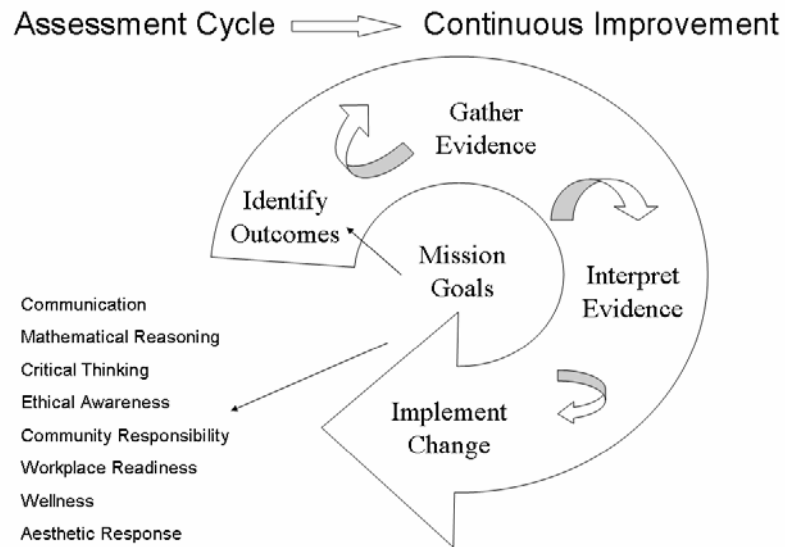 Assessment Cycle Continuous Improvement
Gather
Evidence
Identify
Outcomes
Mission
Goals
Interpret
Evidence
Implement
Change
Communication
Mathematical Reasoning
Critical Thinking
Ethical Awareness
Community Responsibility
Workplace Readiness
Wellness
Aesthetic Response